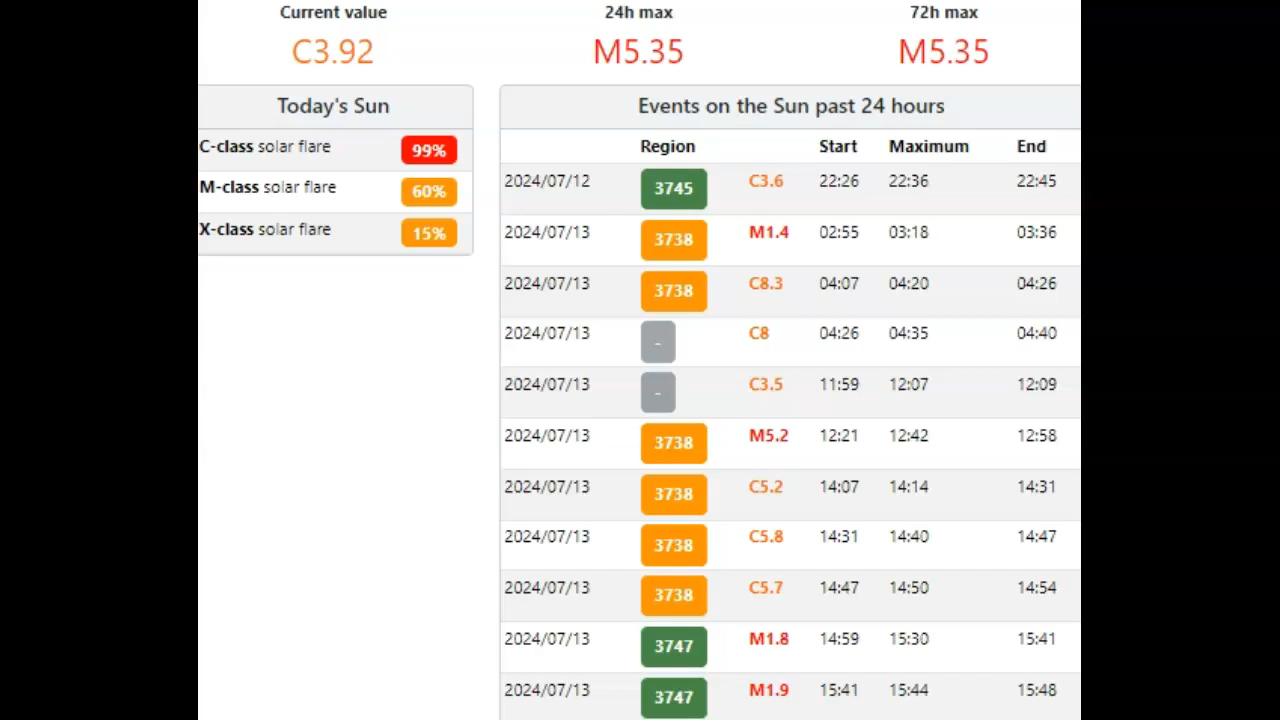 Current value 24h max 72h max
C3.92 M5.35 M5.35
Today's Sun
C-class solar flare 99%
M-class solar flare 60%
X-class solar flare 15%
Events on the Sun past 24 hours
Region Start Maximum End
2024/07/12 3745 C3.6 22:26 22:36 22:45
2024/07/13 3738 M1.4 02:55 03:18 03:36
2024/07/13 3738 C8.3 04:07 04:20 04:26
2024/07/13 - C8 04:26 04:35 04:40
2024/07/13 - C3.5 11:59 12:07 12:09
2024/07/13 3738 M5.2 12:21 12:42 12:58
2024/07/13 3738 C5.2 14:07 14:14 14:31
2024/07/13 3738 C5.8 14:31 14:40 14:47
2024/07/13 3738 C5.7 14:47 14:50 14:54
2024/07/13 3747 M1.8 14:59 15:30 15:41
2024/07/13 3747 M1.9 15:41 15:44 15:48